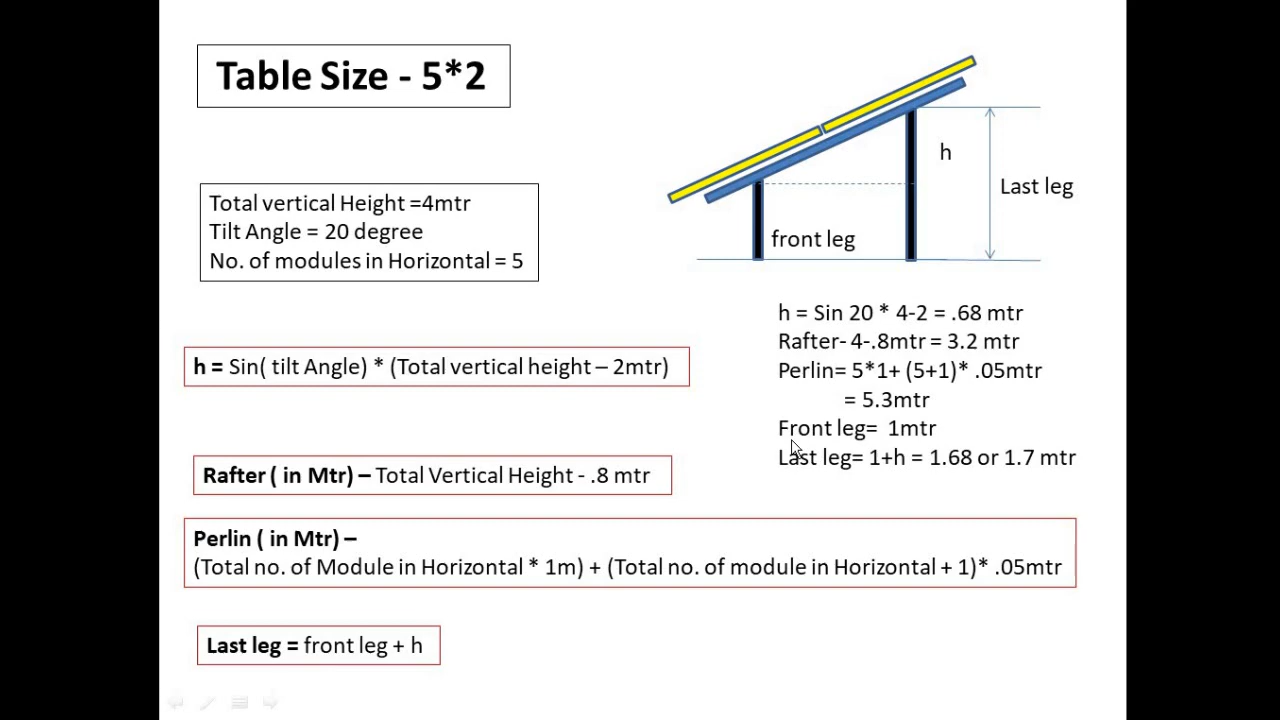 Table Size - 5*2
Total vertical Height =4mtr
Tilt Angle = 20 degree
No. of modules in Horizontal = 5
h
Last leg
front leg
h = Sin 20 * 4-2 = .68 mtr
Rafter- 4-.8mtr = 3.2 mtr
Perlin= 5*1+ (5+1)* .05mtr
= 5.3mtr
Front leg= 1mtr
Last leg= 1+h = 1.68 or 1.7 mtr
h = Sin( tilt Angle) * (Total vertical height – 2mtr)
Rafter ( in Mtr) – Total Vertical Height - .8 mtr
Perlin ( in Mtr) –
(Total no. of Module in Horizontal * 1m) + (Total no. of module in Horizontal + 1)* .05mtr
Last leg = front leg + h